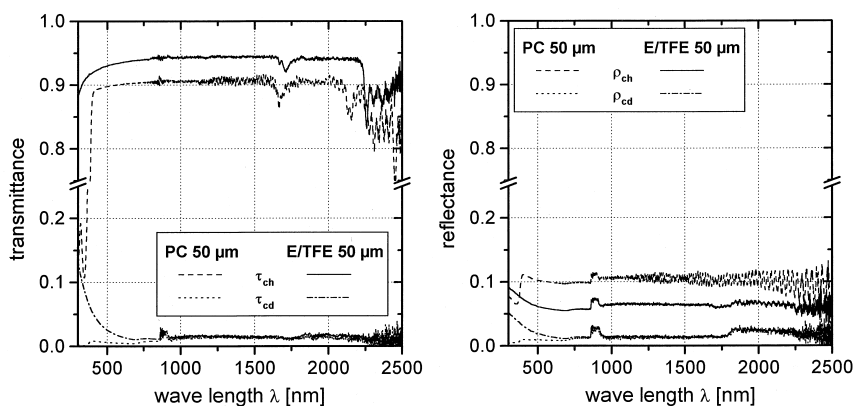 transmittance
1.0
0.9
0.8
0.2
0.1
0.0
PC 50 µm E/TFE 50 µm
τch
τcd
500 1000 1500 2000 2500
wave length λ [nm]
reflectance
1.0
0.9
0.8
0.2
0.1
0.0
PC 50 µm E/TFE 50 µm
ρch
ρcd
500 1000 1500 2000 2500
wave length λ [nm]